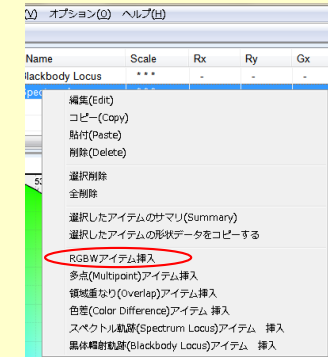 (V) オプション(O) ヘルプ(H)
Name Scale Rx Ry Gx
Blackbody Locus * * * - - -
* * * - - -
編集(Edit)
コピー(Copy)
貼付(Paste)
削除(Delete)
選択削除
全削除
選択したアイテムのサマリ(Summary)
選択したアイテムの形状データをコピーする
RGBWアイテム挿入
多点(Multipoint)アイテム挿入
領域重なり(Overlap)アイテム挿入
色差(Color Difference)アイテム 挿入
スペクトル軌跡(Spectrum Locus)アイテム 挿入
黒体輻射軌跡(Blackbody Locus)アイテム 挿入